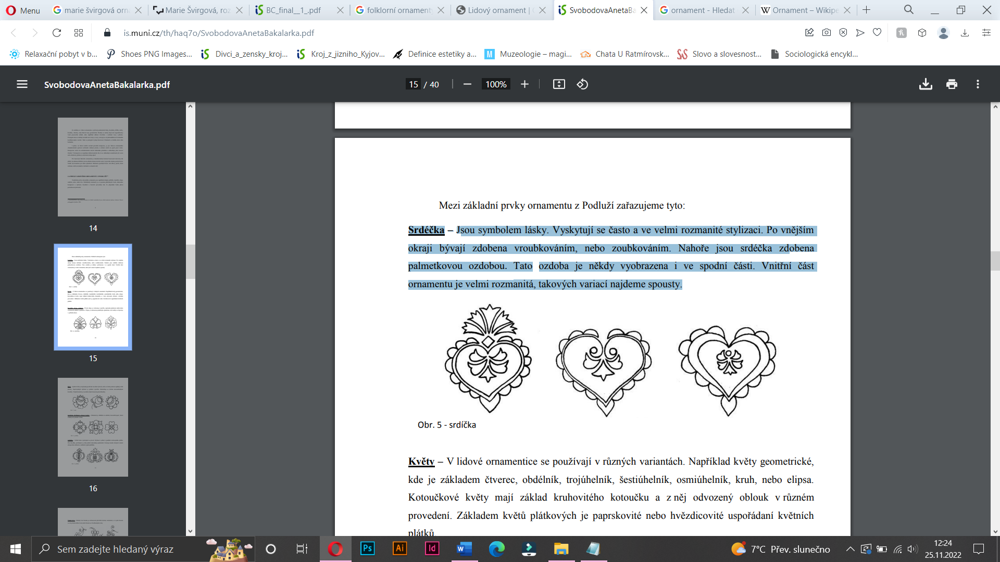 Menu
marie švirgová orn
Marie Švirgová, roz
BC_final__1_.pdf
folklorní ornament
Lidový ornament |
SvobodovaAnetaBa
ornament - Hledat
Ornament – Wikipe
is.muni.cz/th/haq7o/SvobodovaAnetaBakalarka.pdf
Relaxační pobyt v b...
Shoes PNG Images...
Divci_a_zensky_kroj...
Kroj_z_jizniho_Kyjov...
Definice estetiky a...
Muzeologie – magi...
Chata U Ratmírovsk...
Slovo a slovesnost...
Sociologická encykl...
SvobodovaAnetaBakalarka.pdf
15 / 40
100%
14
15
16
Mezi základní prvky ornamentu z Podluží zařazujeme tyto:
Srdéčka – Jsou symbolem lásky. Vyskytují se často a ve velmi rozmanité stylizaci. Po vnějším
okraji bývají zdobena vroubkováním, nebo zoubkováním. Nahoře jsou srdéčka zdobena
palmetkovou ozdobou. Tato ozdoba je někdy vyobrazena i ve spodní části. Vnitřní část
ornamentu je velmi rozmanitá, takových variací najdeme spousty.
Obr. 5 - srdíčka
Květy – V lidové ornamentice se používají v různých variantách. Například květy geometrické,
kde je základem čtverec, obdélník, trojúhelník, šestiúhelník, osmiúhelník, kruh, nebo elipsa.
Kotoučkové květy mají základ kruhovitého kotoučku a z něj odvozený oblouk v různém
provedení. Základem květů plátkových je paprskovité nebo hvězdicovité uspořádaní květních
plátků.
Sem zadejte hledaný výraz
Ps
Ai
Id
7°C Přev. slunečno
12:24
25.11.2022